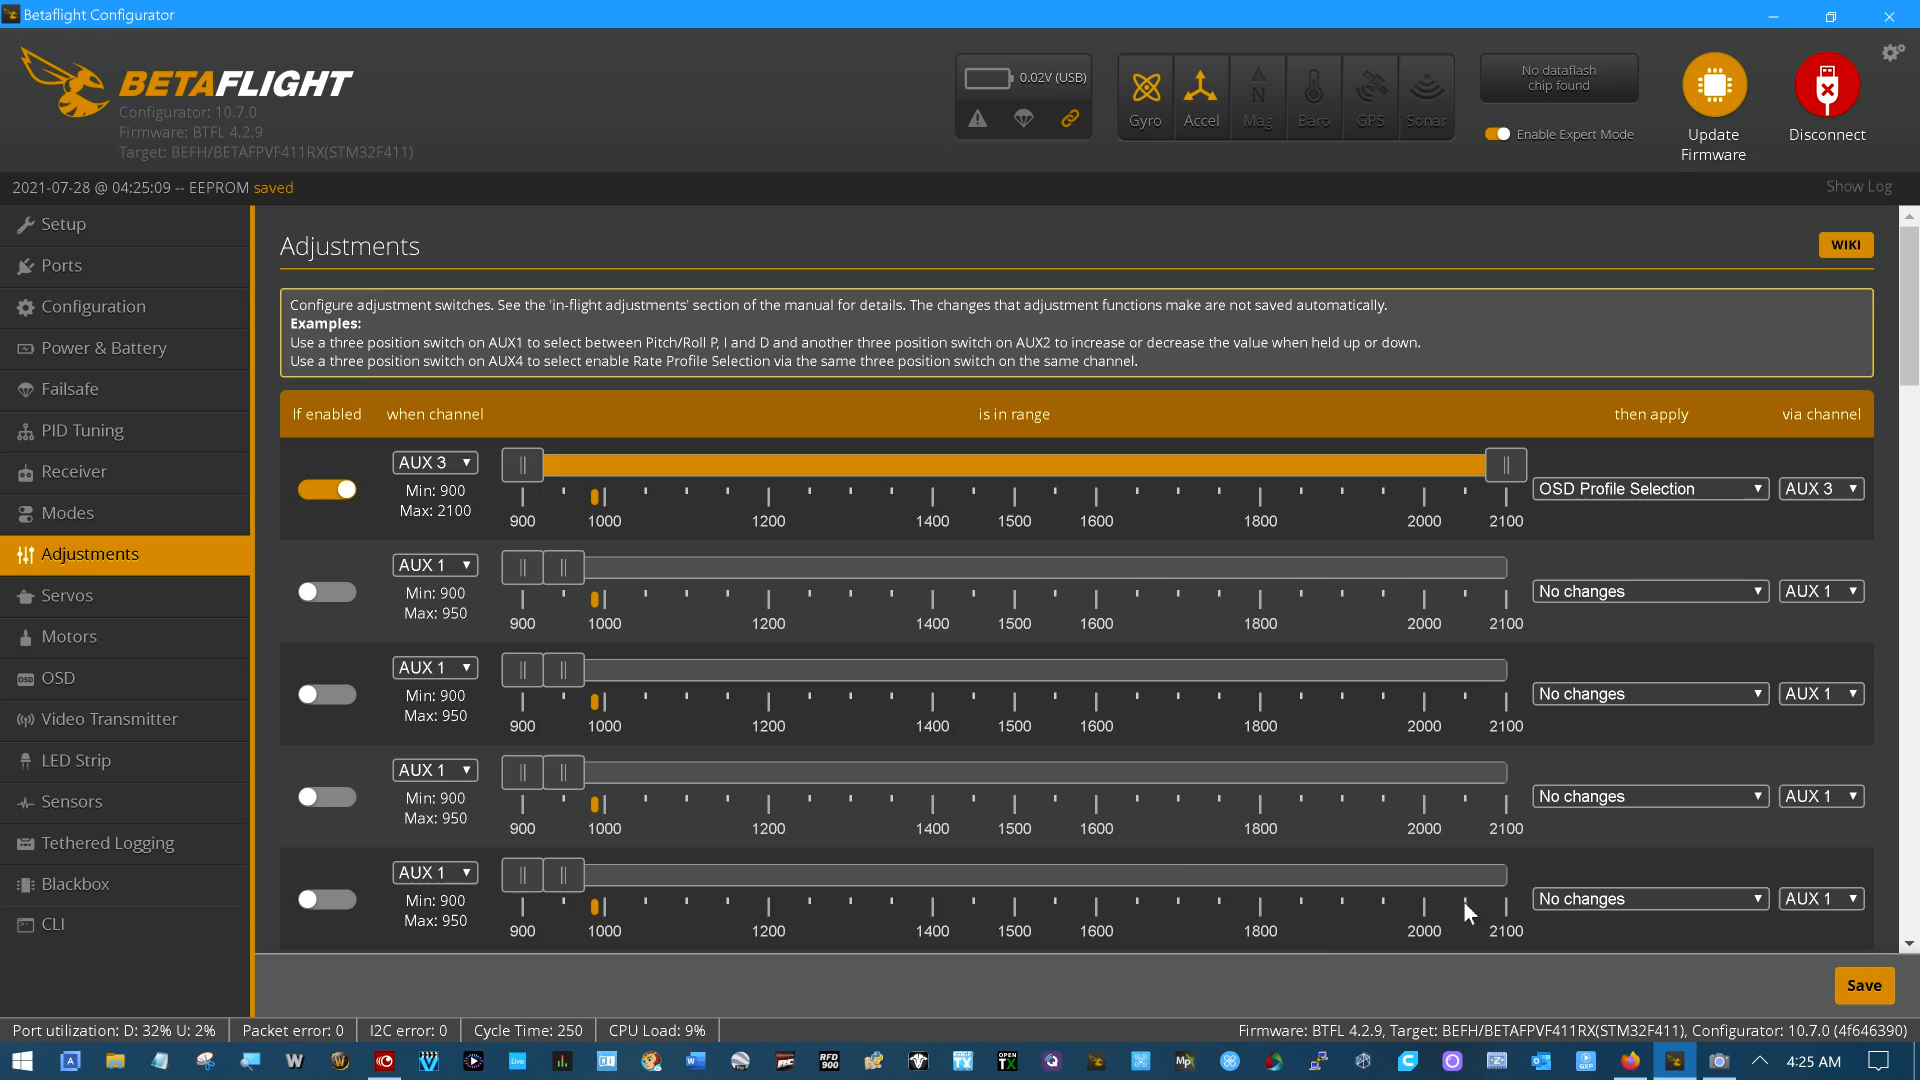 Betaflight Configurator
BETAFLIGHT
Configurator: 10.7.0
Firmware: BTFL 4.2.9
Target: BEFH/BETAFPVF411RX(STM32F411)
0.02V (USB)
Gyro
Accel
Mag
Baro
GPS
Sonar
No dataflash
chip found
Enable Expert Mode
Update
Firmware
Disconnect
2021-07-28 @ 04:25:09 -- EEPROM saved
Show Log
Setup
Ports
Configuration
Power & Battery
Failsafe
PID Tuning
Receiver
Modes
Adjustments
Servos
Motors
OSD
Video Transmitter
LED Strip
Sensors
Tethered Logging
Blackbox
CLI
Adjustments
WIKI
Configure adjustment switches. See the 'in-flight adjustments' section of the manual for details. The changes that adjustment functions make are not saved automatically.
Examples:
Use a three position switch on AUX1 to select between Pitch/Roll P, I and D and another three position switch on AUX2 to increase or decrease the value when held up or down.
Use a three position switch on AUX4 to select enable Rate Profile Selection via the same three position switch on the same channel.
If enabled when channel is in range then apply via channel
AUX 3
Min: 900
Max: 2100
900 1000 1200 1400 1500 1600 1800 2000 2100
OSD Profile Selection AUX 3
AUX 1
Min: 900
Max: 950
900 1000 1200 1400 1500 1600 1800 2000 2100
No changes AUX 1
AUX 1
Min: 900
Max: 950
900 1000 1200 1400 1500 1600 1800 2000 2100
No changes AUX 1
AUX 1
Min: 900
Max: 950
900 1000 1200 1400 1500 1600 1800 2000 2100
No changes AUX 1
AUX 1
Min: 900
Max: 950
900 1000 1200 1400 1500 1600 1800 2000 2100
No changes AUX 1
Save
Port utilization: D: 32% U: 2% Packet error: 0 I2C error: 0 Cycle Time: 250 CPU Load: 9% Firmware: BTFL 4.2.9, Target: BEFH/BETAFPVF411RX(STM32F411), Configurator: 10.7.0 (4f646390)
4:25 AM